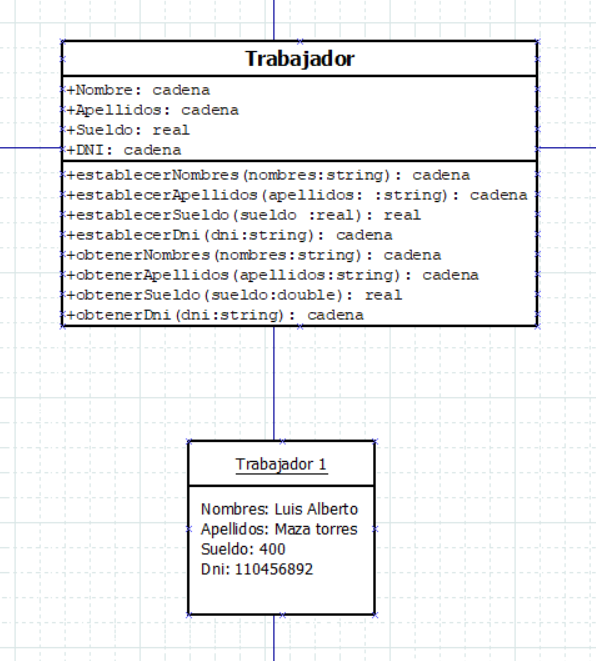 Trabajador
+Nombre: cadena
+Apellidos: cadena
+Sueldo: real
+DNI: cadena
+establecerNombres(nombres:string): cadena
+establecerApellidos(apellidos: :string): cadena
+establecerSueldo(sueldo :real): real
+establecerDni(dni:string): cadena
+obtenerNombres(nombres:string): cadena
+obtenerApellidos(apellidos:string): cadena
+obtenerSueldo(sueldo:double): real
+obtenerDni(dni:string): cadena
Trabajador 1
Nombres: Luis Alberto
Apellidos: Maza torres
Sueldo: 400
Dni: 110456892